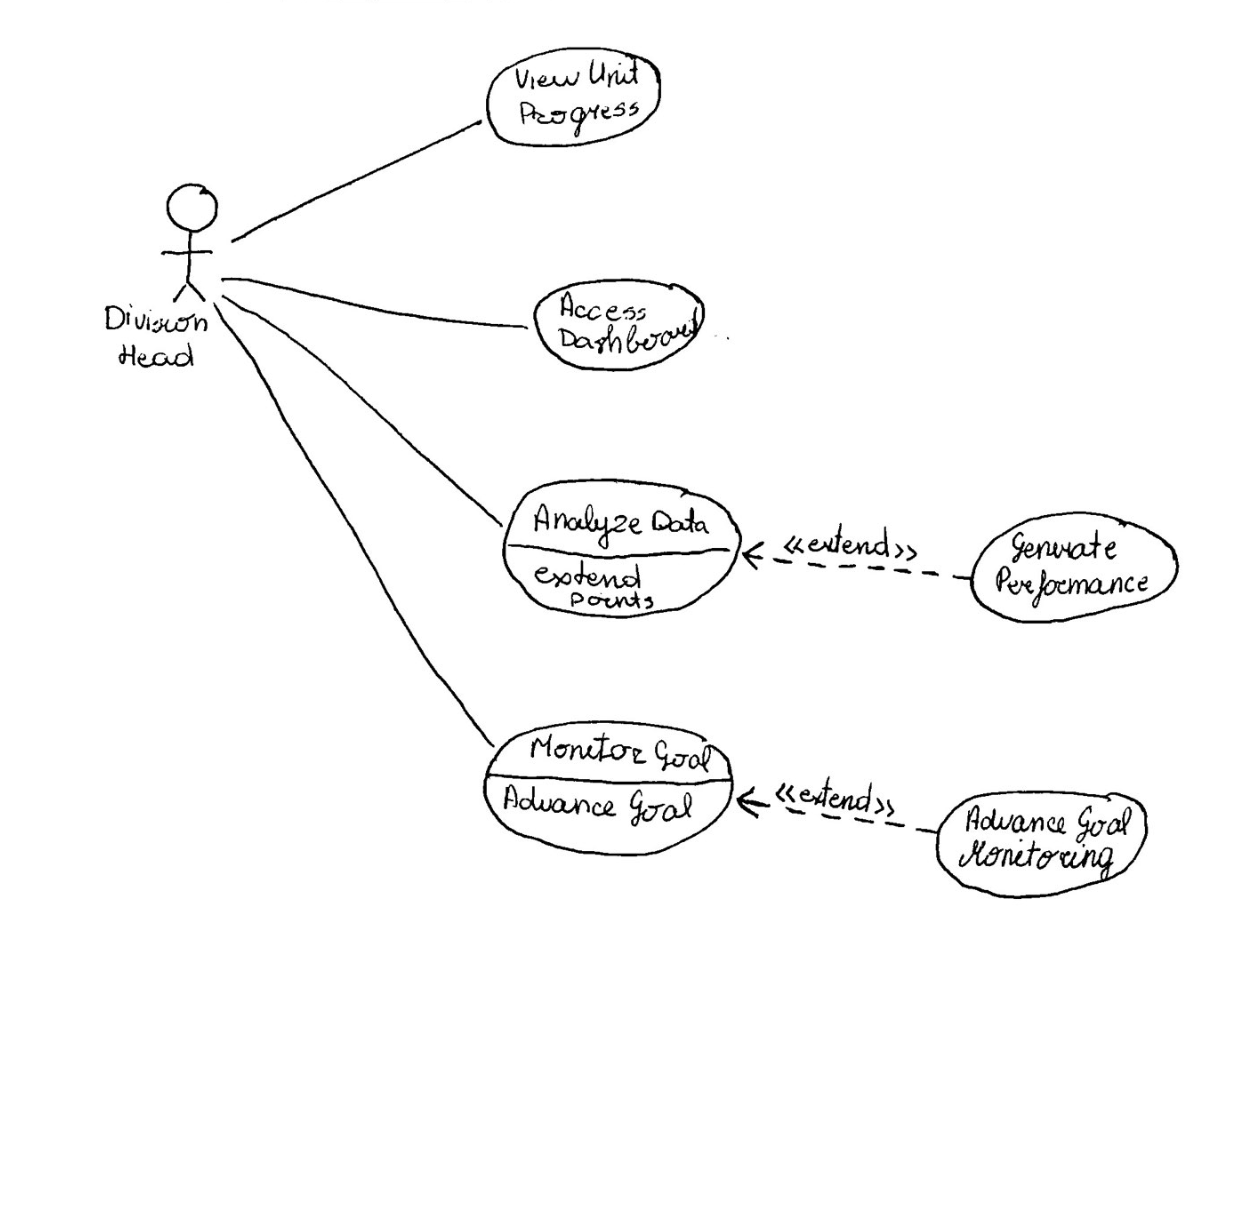 View Unit
Progress
Division
Head
Access
Dashboard
Analyze Data
extend
points
<<extend>>
Generate
Performance
Monitor Goal
Advance Goal
<<extend>>
Advance Goal
Monitoring